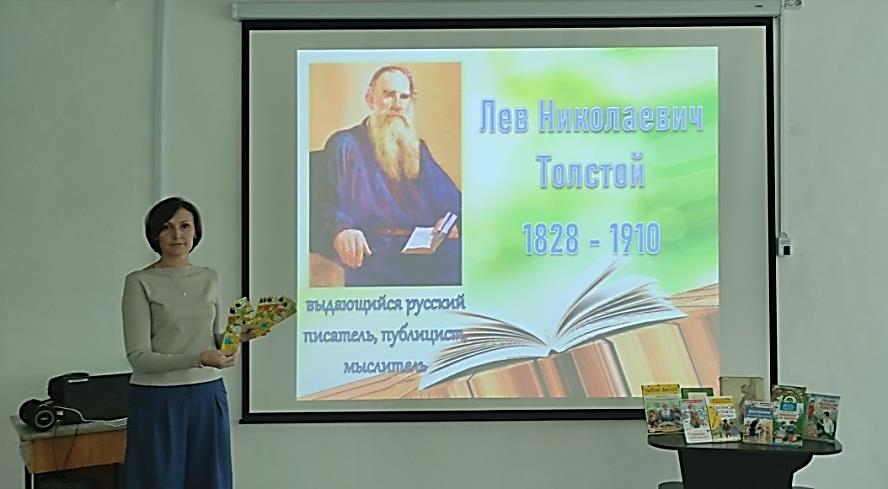 Лев Николаевич
Толстой
1828 - 1910
выдающийся русский
писатель, публицист,
мыслитель